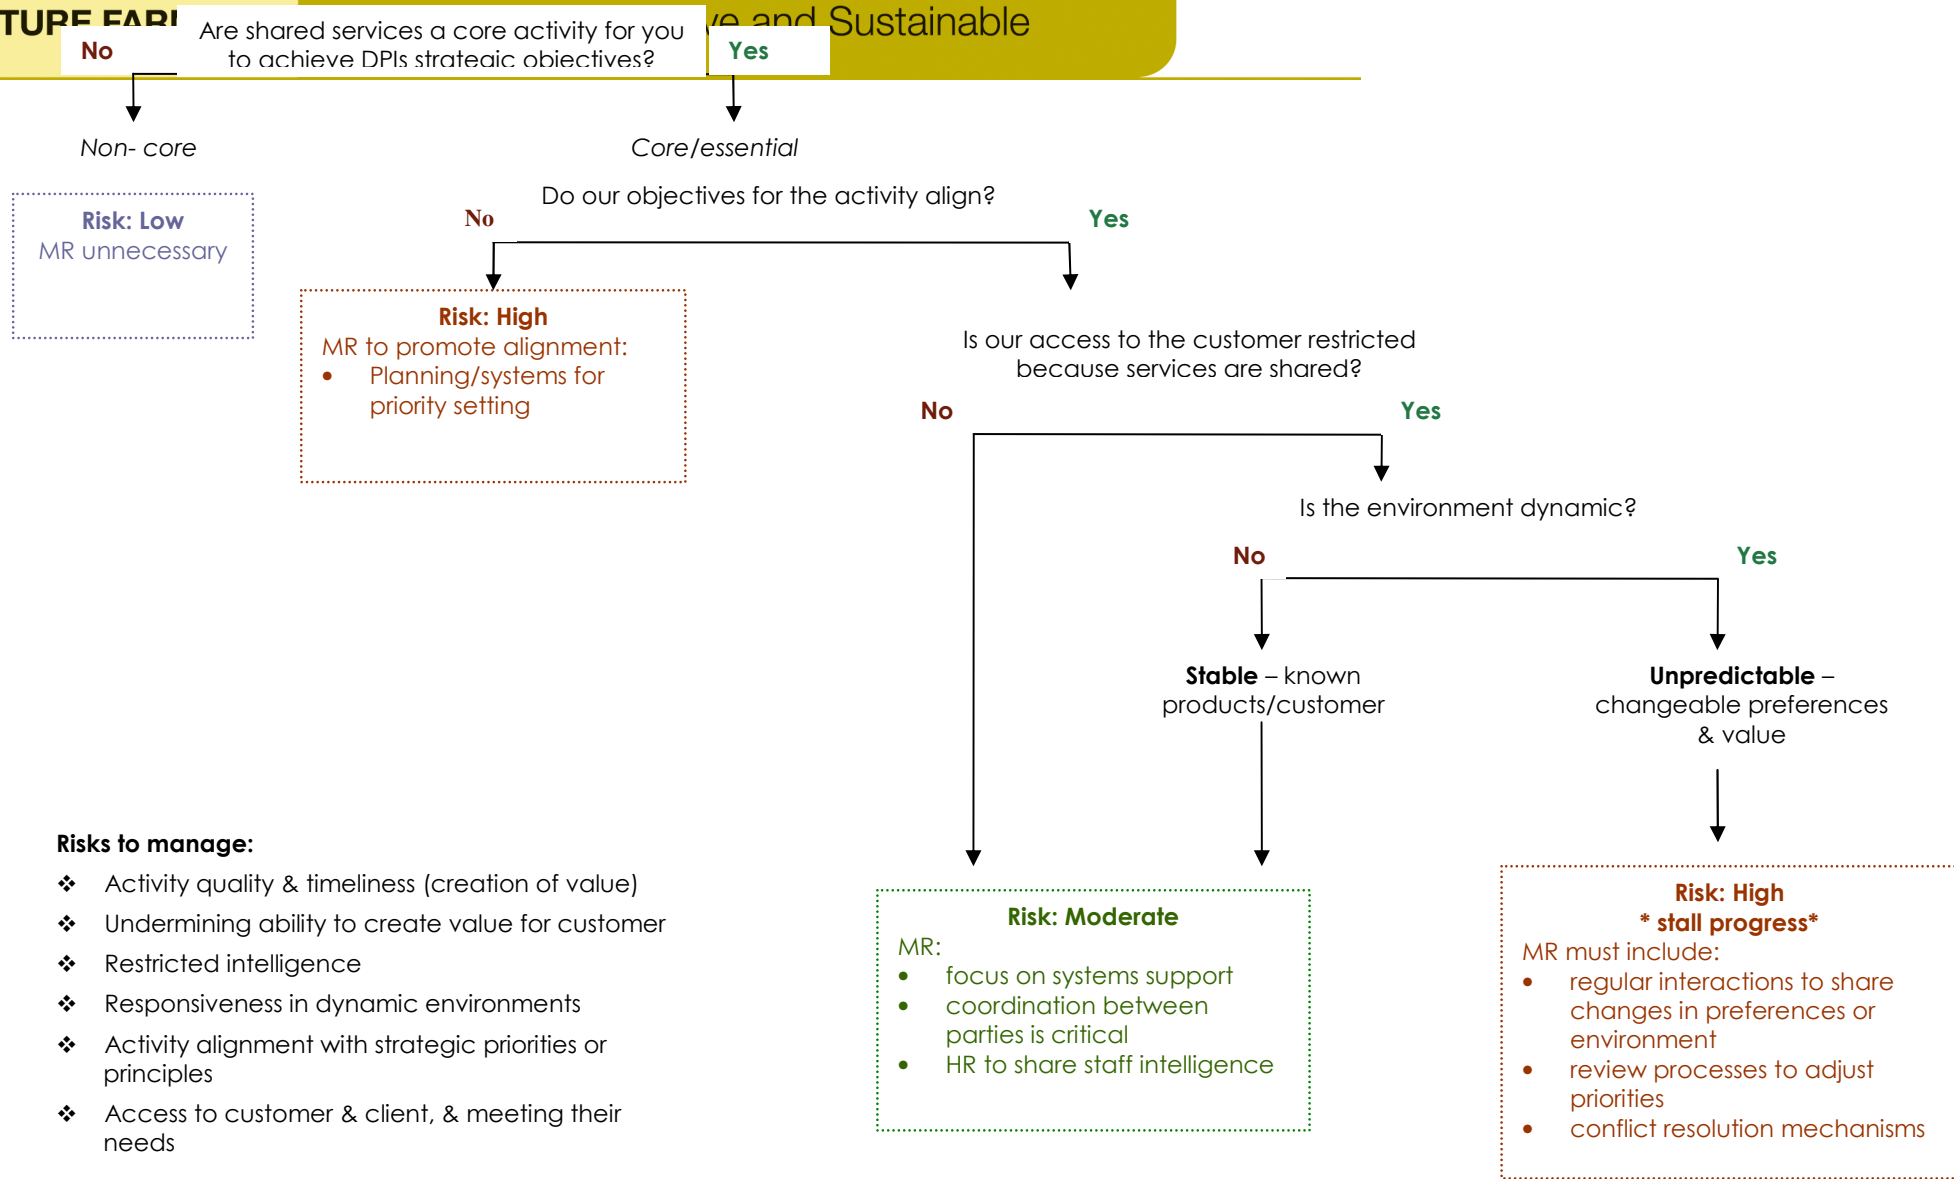 Sustainable
Are shared services a core activity for you
to achieve DPIs strategic objectives?
No
Yes
Non- core
Core/essential
Risk: Low
MR unnecessary
Do our objectives for the activity align?
No
Yes
Risk: High
MR to promote alignment:
• Planning/systems for
priority setting
Is our access to the customer restricted
because services are shared?
No
Yes
Is the environment dynamic?
No
Yes
Stable – known
products/customer
Unpredictable –
changeable preferences
& value
Risks to manage:
❖ Activity quality & timeliness (creation of value)
❖ Undermining ability to create value for customer
❖ Restricted intelligence
❖ Responsiveness in dynamic environments
❖ Activity alignment with strategic priorities or
principles
❖ Access to customer & client, & meeting their
needs
Risk: Moderate
MR:
• focus on systems support
• coordination between
parties is critical
• HR to share staff intelligence
Risk: High
* stall progress*
MR must include:
• regular interactions to share
changes in preferences or
environment
• review processes to adjust
priorities
• conflict resolution mechanisms